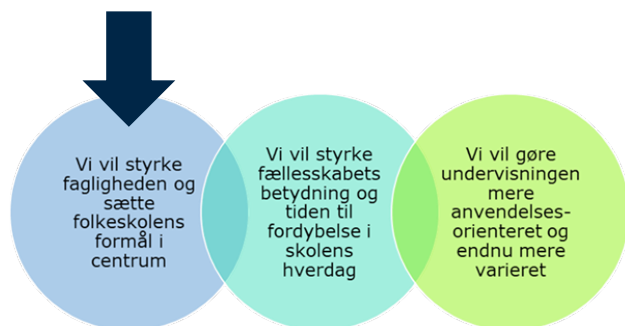 Vi vil styrke
fagligheden og
sætte
folkeskolens
formål i
centrum
Vi vil styrke
fællesskabets
betydning og
tiden til
fordybelse i
skolens
hverdag
Vi vil gøre
undervisningen
mere
anvendelses-
orienteret og
endnu mere
varieret